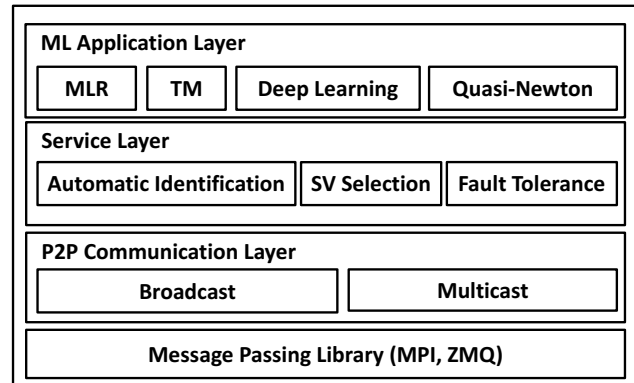 ML Application Layer
MLR TM Deep Learning Quasi-Newton
Service Layer
Automatic Identification SV Selection Fault Tolerance
P2P Communication Layer
Broadcast Multicast
Message Passing Library (MPI, ZMQ)